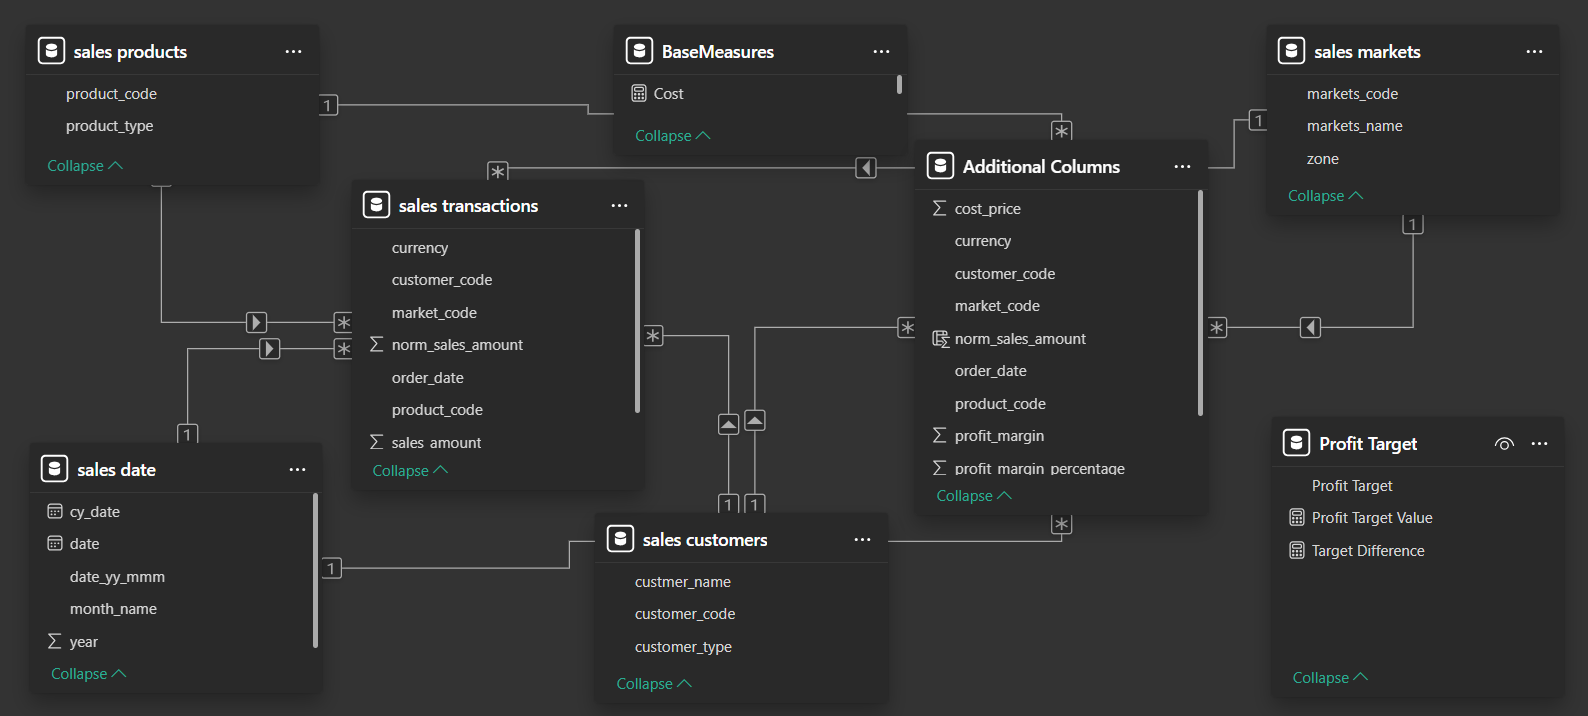 sales products
product_code
product_type
Collapse
BaseMeasures
Cost
Collapse
sales markets
markets_code
markets_name
zone
Collapse
sales transactions
currency
customer_code
market_code
norm_sales_amount
order_date
product_code
sales_amount
Collapse
Additional Columns
cost_price
currency
customer_code
market_code
norm_sales_amount
order_date
product_code
profit_margin
profit_margin_percentage
Collapse
sales date
cy_date
date
date_yy_mmm
month_name
year
Collapse
sales customers
custmer_name
customer_code
customer_type
Collapse
Profit Target
Profit Target
Profit Target Value
Target Difference
Collapse
1
*
*
1
1
*
*
*
*
*
1
1
1
1
*